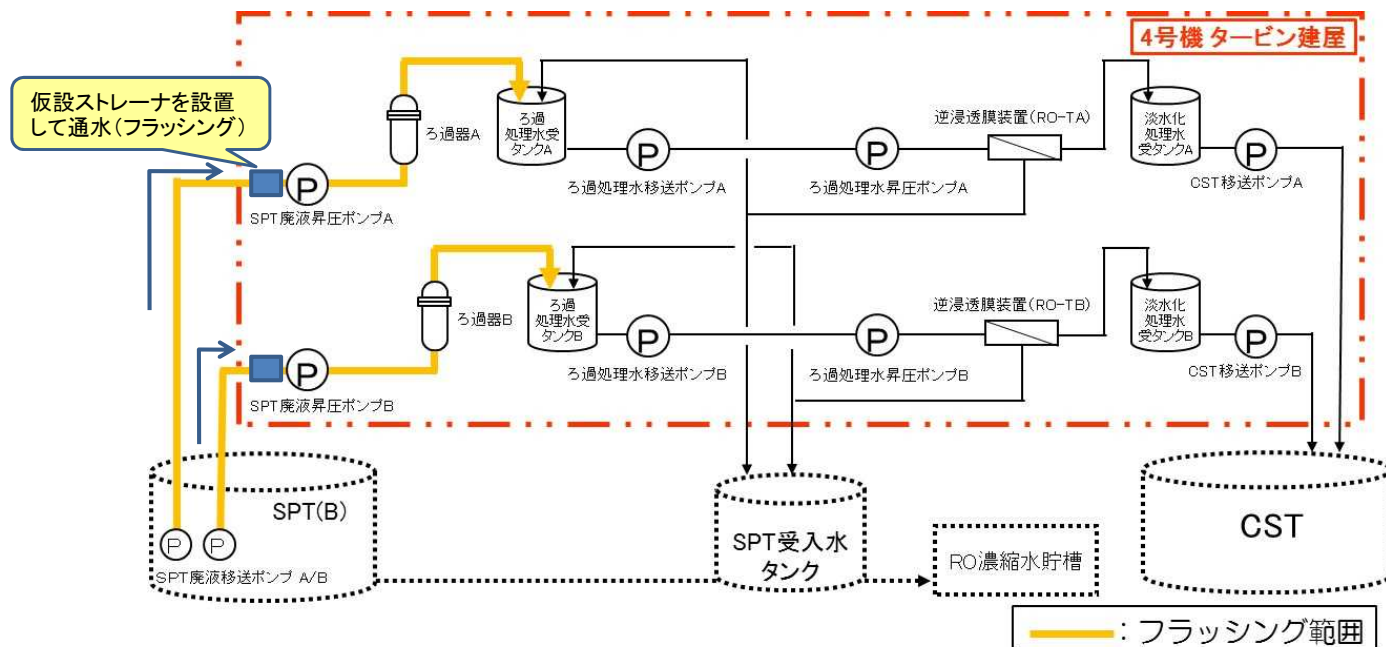 4号機 タービン建屋
仮設ストレーナを設置
して通水(フラッシング)
ろ過器A
ろ過
処理水受
タンクA
P
ろ過処理水移送ポンプA
P
ろ過処理水昇圧ポンプA
逆浸透膜装置(RO-TA)
淡水化
処理水
受タンクA
P
CST移送ポンプA
P
SPT廃液昇圧ポンプA
ろ過器B
ろ過
処理水受
タンクB
P
ろ過処理水移送ポンプB
P
ろ過処理水昇圧ポンプB
逆浸透膜装置(RO-TB)
淡水化
処理水
受タンクB
P
CST移送ポンプB
P
SPT廃液昇圧ポンプB
SPT(B)
P
P
SPT廃液移送ポンプ A/B
SPT受入水
タンク
RO濃縮水貯槽
CST
:フラッシング範囲